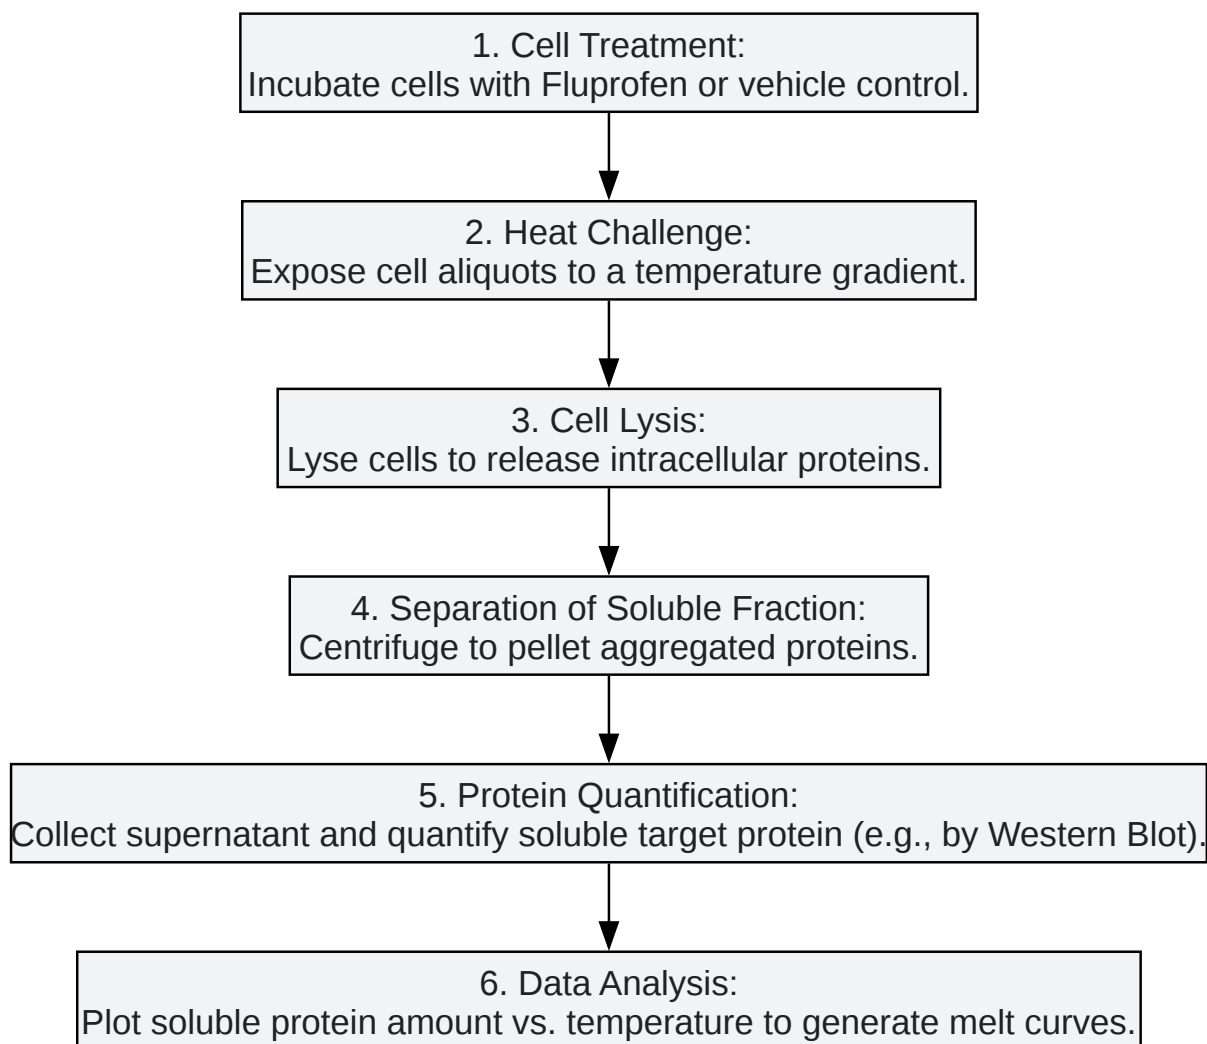 1. Cell Treatment:
Incubate cells with Fluprofen or vehicle control.
2. Heat Challenge:
Expose cell aliquots to a temperature gradient.
3. Cell Lysis:
Lyse cells to release intracellular proteins.
4. Separation of Soluble Fraction:
Centrifuge to pellet aggregated proteins.
5. Protein Quantification:
Collect supernatant and quantify soluble target protein (e.g., by Western Blot).
6. Data Analysis:
Plot soluble protein amount vs. temperature to generate melt curves.